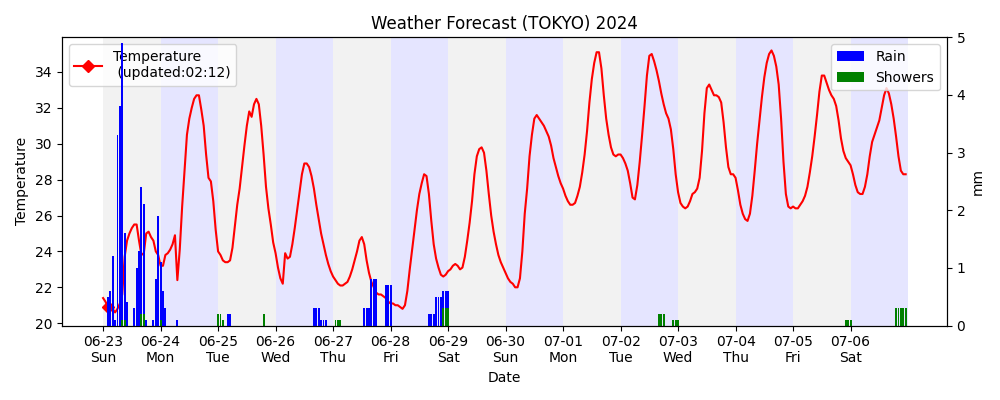 Weather Forecast (TOKYO) 2024
Temperature
(updated:02:12)
Rain
Showers
Temperature
34
32
30
28
26
24
22
20
5
4
3
2
1
0
mm
06-23 06-24 06-25 06-26 06-27 06-28 06-29 06-30 07-01 07-02 07-03 07-04 07-05 07-06
Sun Mon Tue Wed Thu Fri Sat Sun Mon Tue Wed Thu Fri Sat
Date